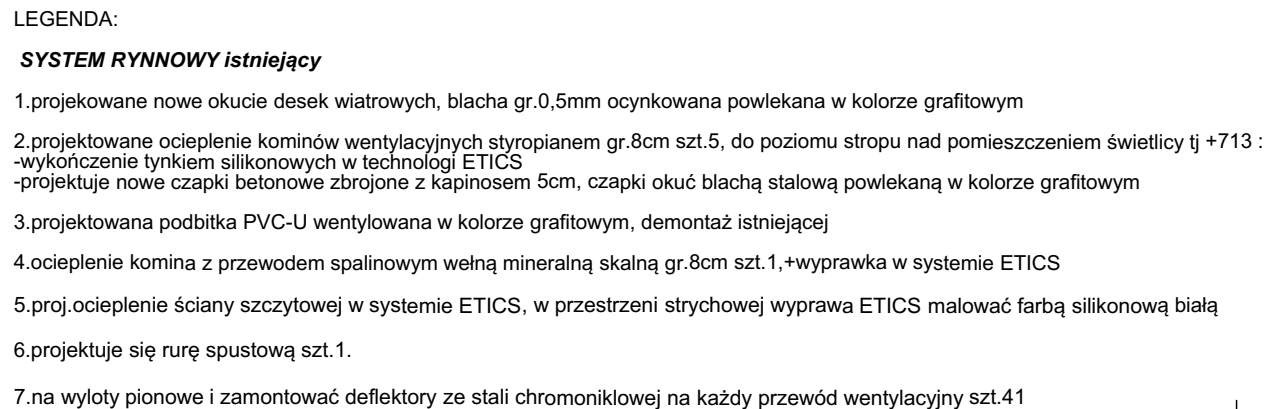 LEGENDA:
SYSTEM RYNNOWY istniejący
1.projekowane nowe okucie desek wiatrowych, blacha gr.0,5mm ocynkowana powlekana w kolorze grafitowym
2.projektowane ocieplenie kominów wentylacyjnych styropianem gr.8cm szt.5, do poziomu stropu nad pomieszczeniem świetlicy tj +713 :
-wykończenie tynkiem silikonowych w technologi ETICS
-projektuje nowe czapki betonowe zbrojone z kapinosem 5cm, czapki okuć blachą stalową powlekaną w kolorze grafitowym
3.projektowana podbitka PVC-U wentylowana w kolorze grafitowym, demontaż istniejącej
4.ocieplenie komina z przewodem spalinowym wełną mineralną skalną gr.8cm szt.1,+wyprawka w systemie ETICS
5.proj.ocieplenie ściany szczytowej w systemie ETICS, w przestrzeni strychowej wyprawa ETICS malować farbą silikonową białą
6.projektuje się rurę spustową szt.1.
7.na wyloty pionowe i zamontować deflektory ze stali chromoniklowej na każdy przewód wentylacyjny szt.41